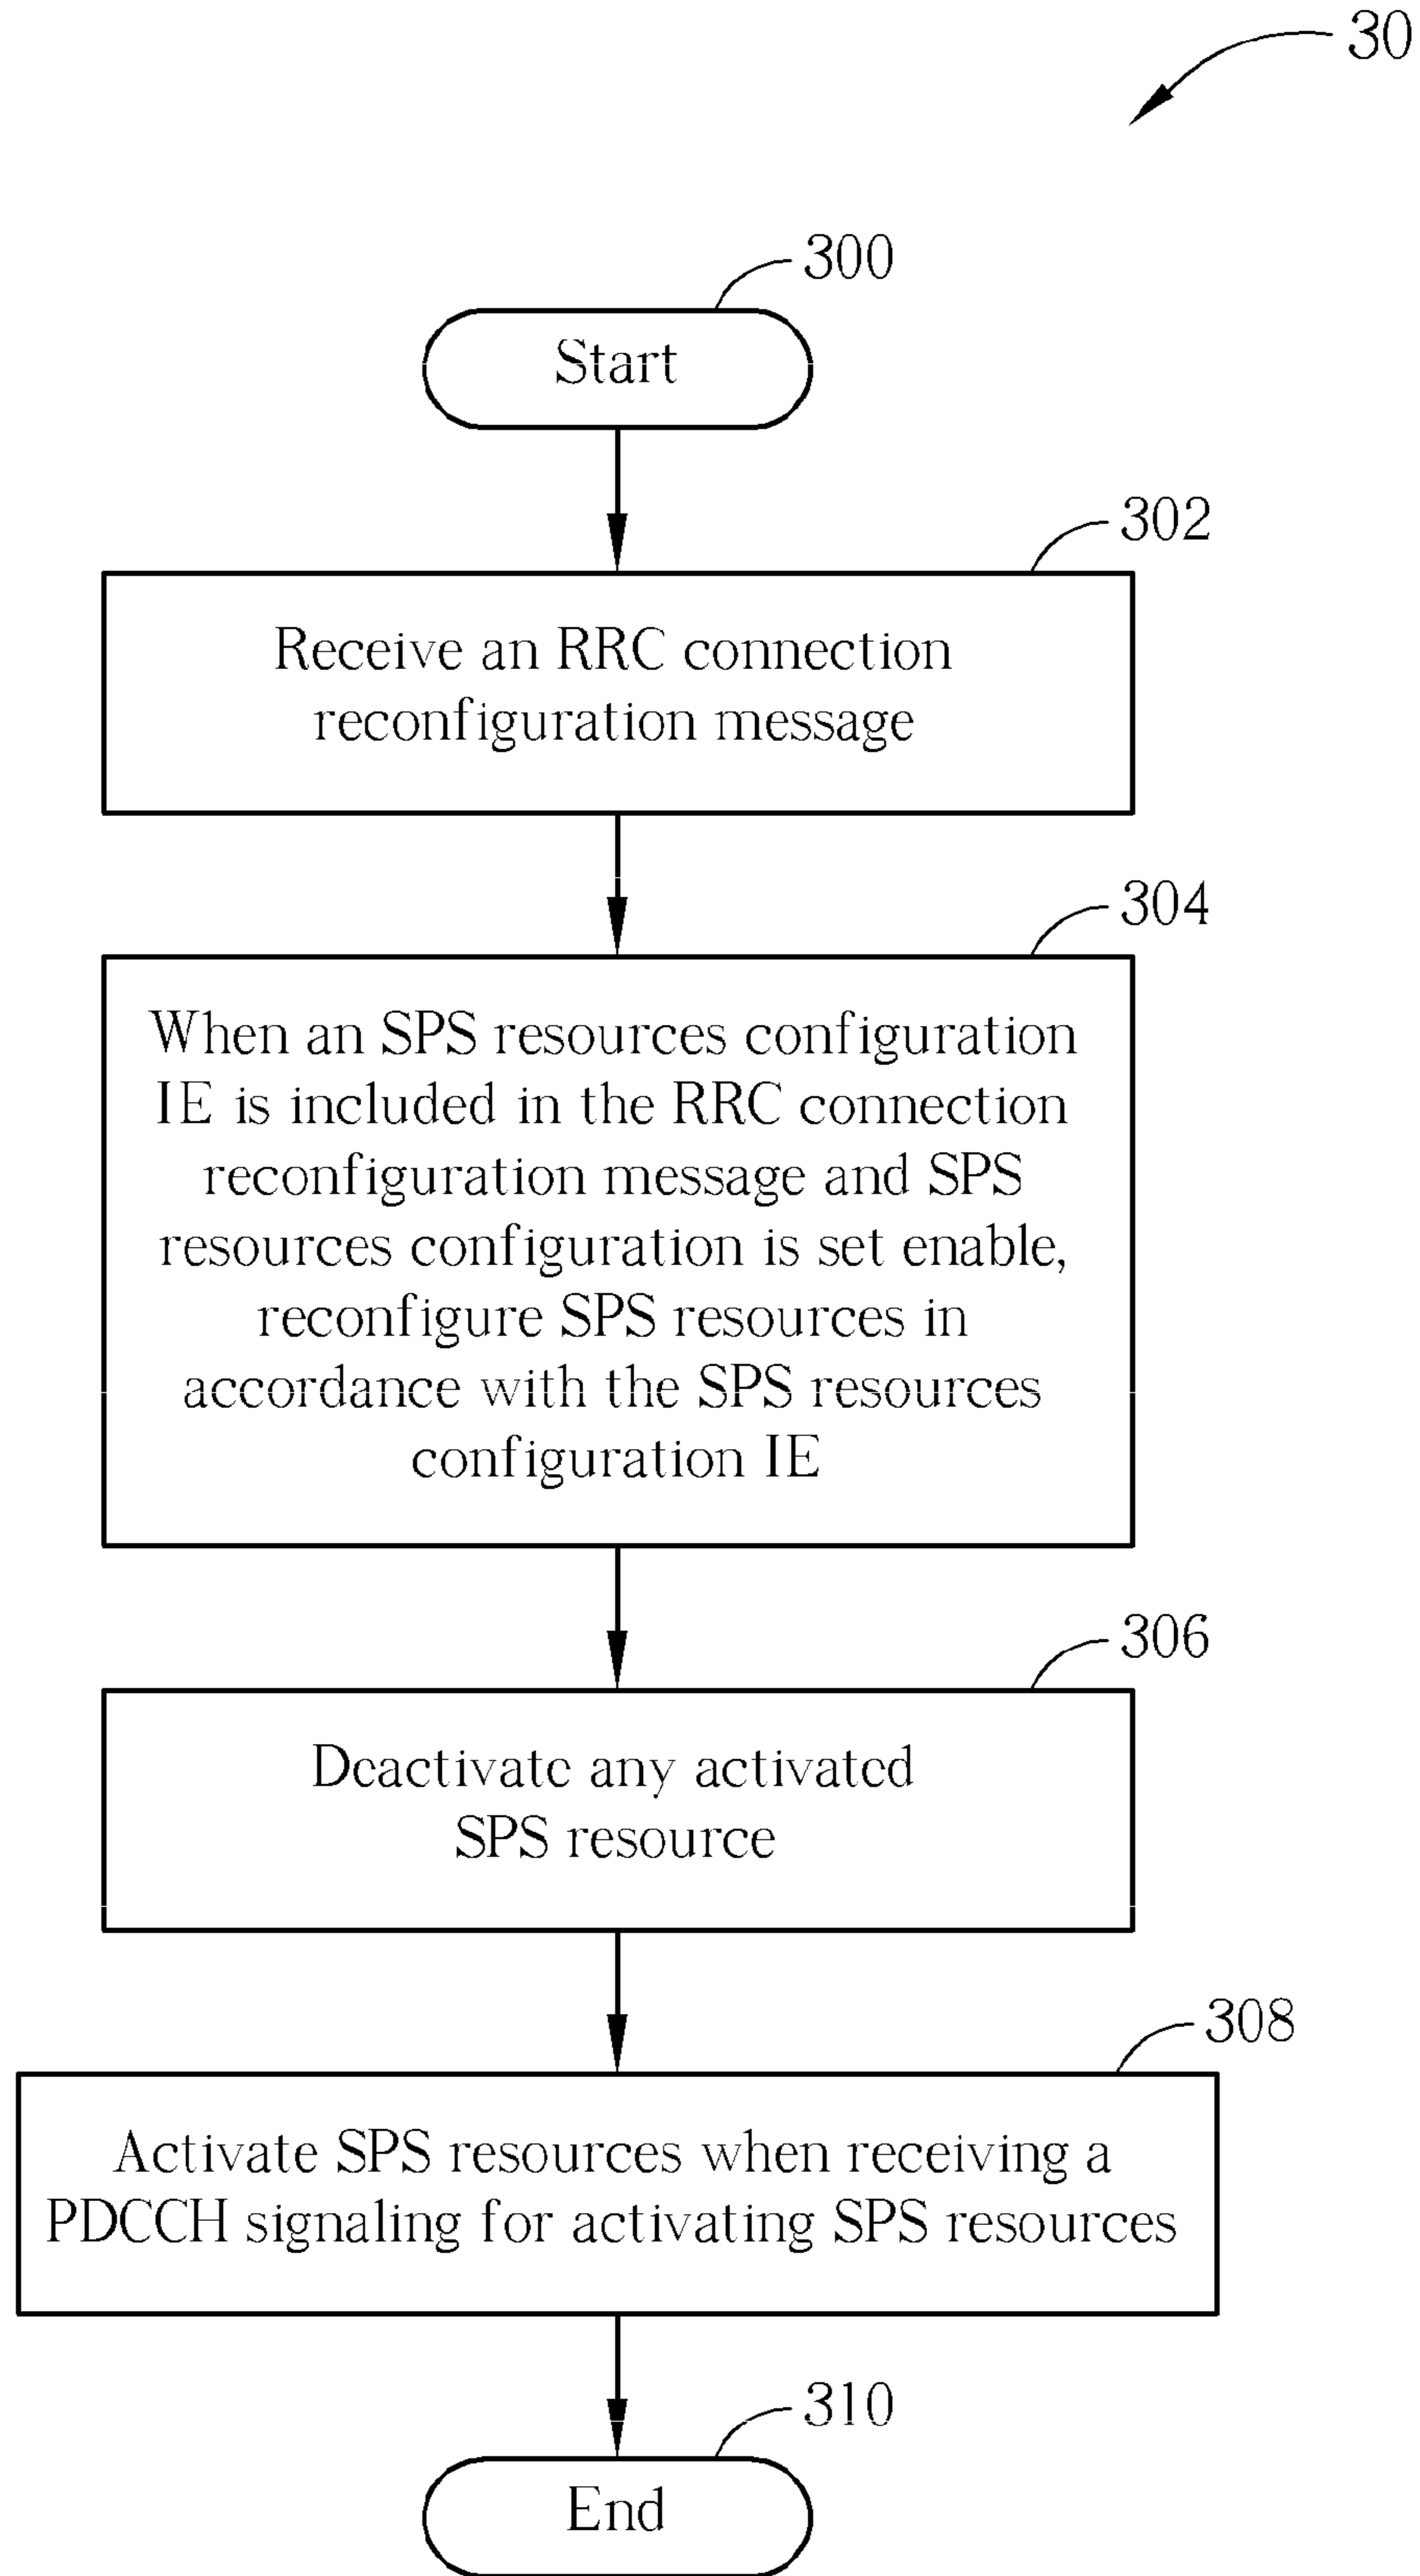 30
300
Start
302
Receive an RRC connection
reconfiguration message
304
When an SPS resources configuration
IE is included in the RRC connection
reconfiguration message and SPS
resources configuration is set enable,
reconfigure SPS resources in
accordance with the SPS resources
configuration IE
306
Deactivate any activated
SPS resource
308
Activate SPS resources when receiving a
PDCCH signaling for activating SPS resources
310
End